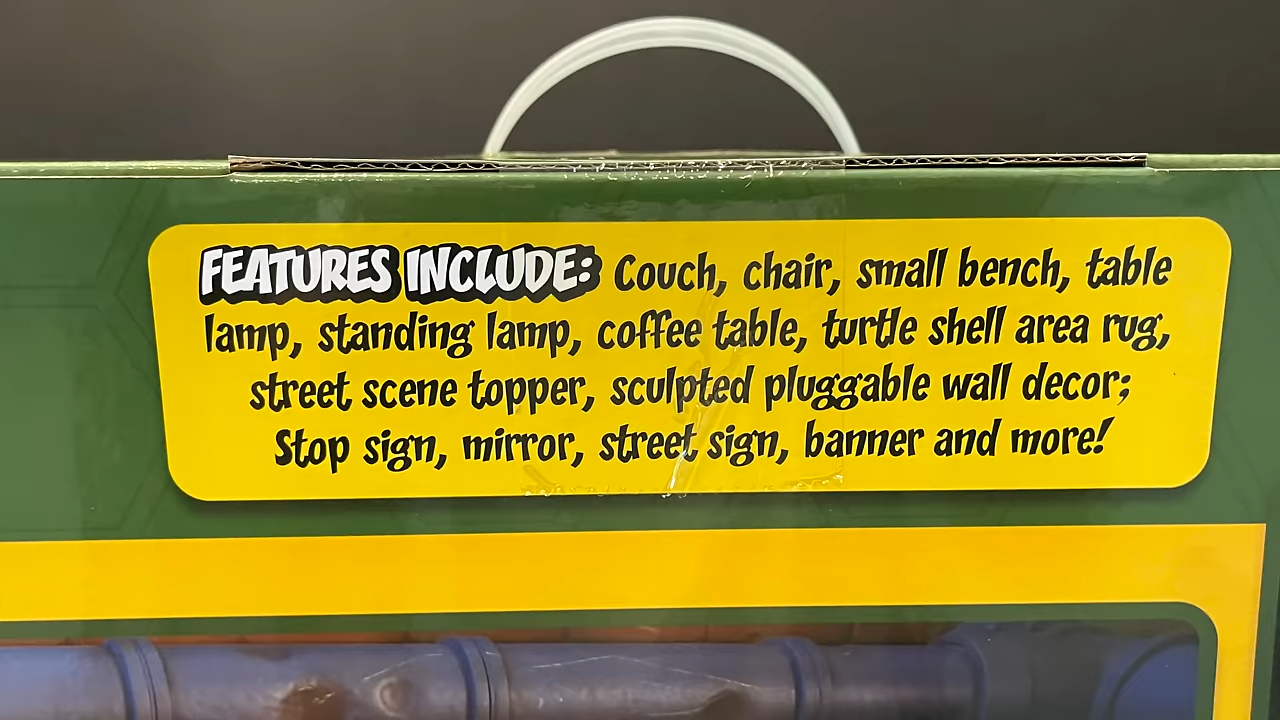 FEATURES INCLUDE: Couch, chair, small bench, table
lamp, standing lamp, coffee table, turtle shell area rug,
street scene topper, sculpted pluggable wall decor;
Stop sign, mirror, street sign, banner and more!